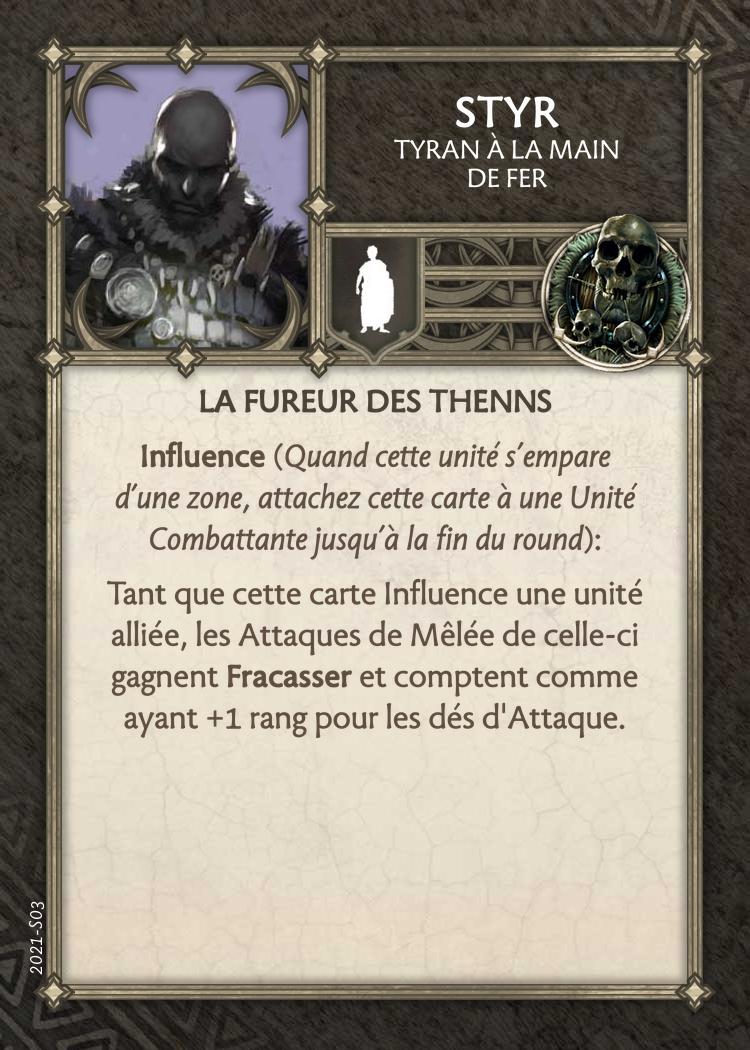 STYR
TYRAN À LA MAIN
DE FER
LA FUREUR DES THENNS
Influence (Quand cette unité s’empare
d’une zone, attachez cette carte à une Unité
Combattante jusqu’à la fin du round):
Tant que cette carte Influence une unité
alliée, les Attaques de Mêlée de celle-ci
gagnent Fracasser et comptent comme
ayant +1 rang pour les dés d'Attaque.
2021-S03